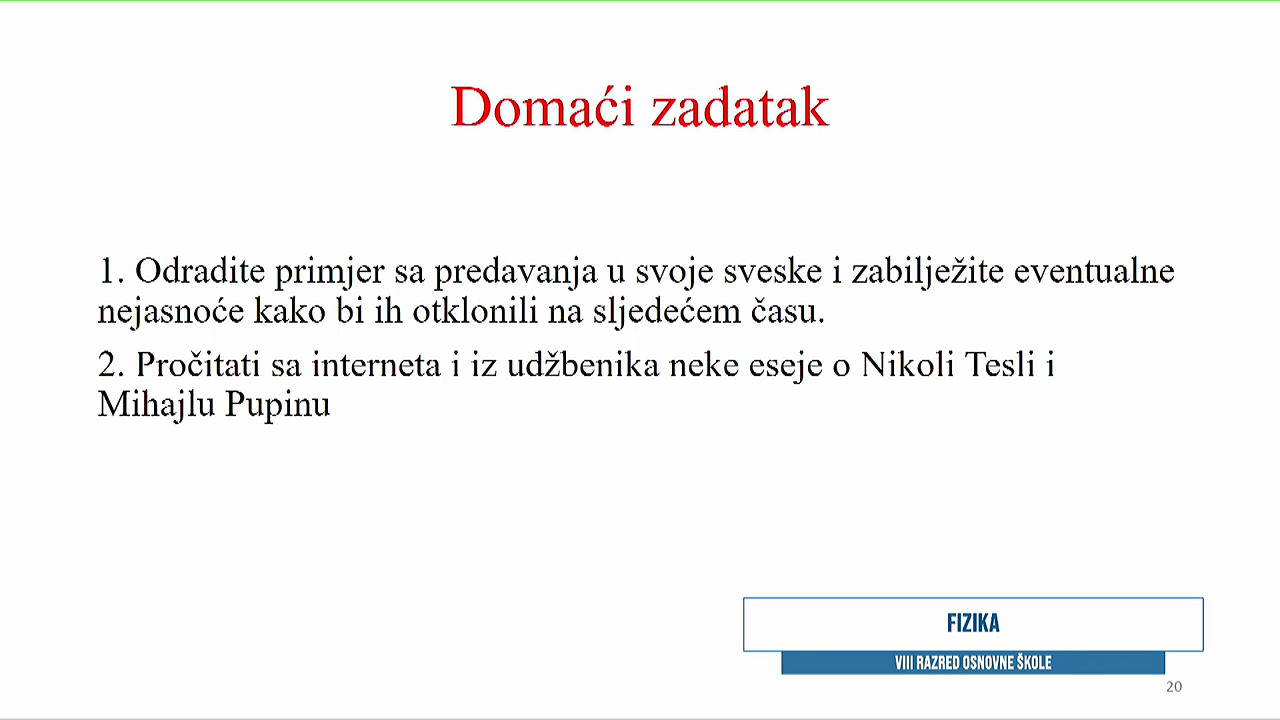 Domaći zadatak
1. Odradite primjer sa predavanja u svoje sveske i zabilježite eventualne
nejasnoće kako bi ih otklonili na sljedećem času.
2. Pročitati sa interneta i iz udžbenika neke eseje o Nikoli Tesli i
Mihajlu Pupinu
FIZIKA
VIII RAZRED OSNOVNE ŠKOLE
20